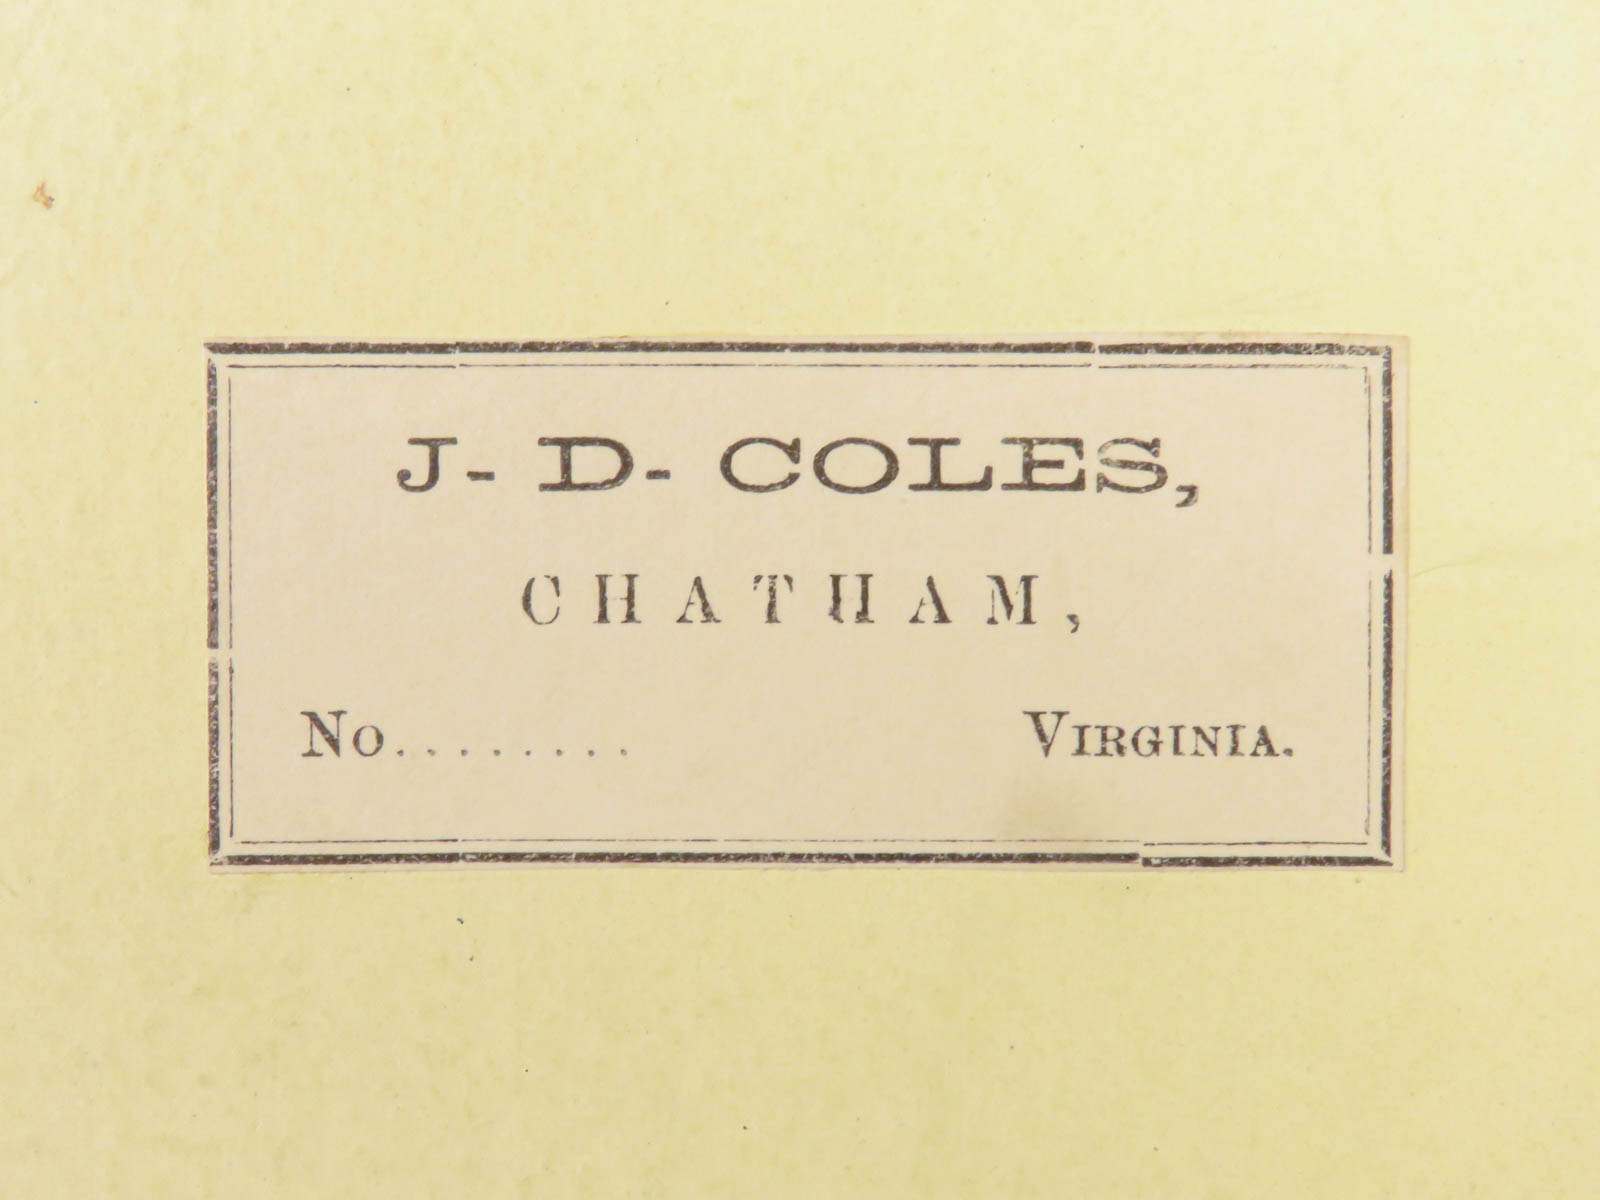 J- D- COLES,
CHATHAM,
No........ VIRGINIA.